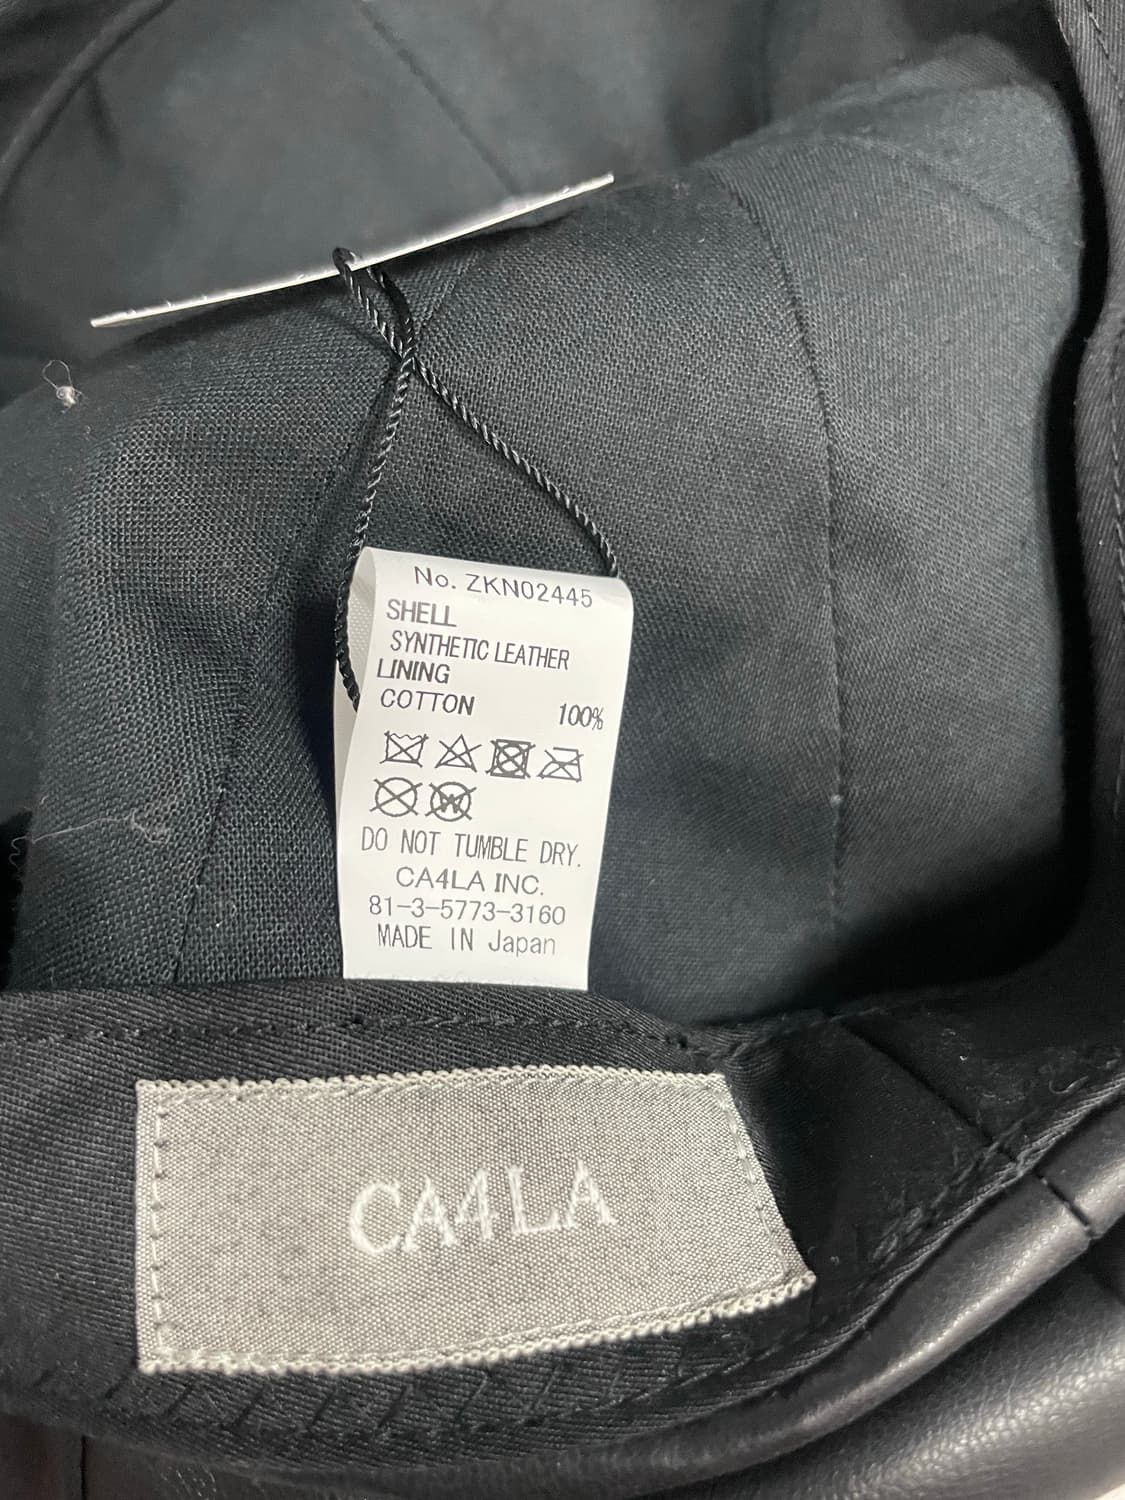 No. ZKN02445
SHELL
SYNTHETIC LEATHER
LINING
COTTON 100%
W
DO NOT TUMBLE DRY.
CA4LA INC.
81-3-5773-3160
MADE IN Japan
CA4LA